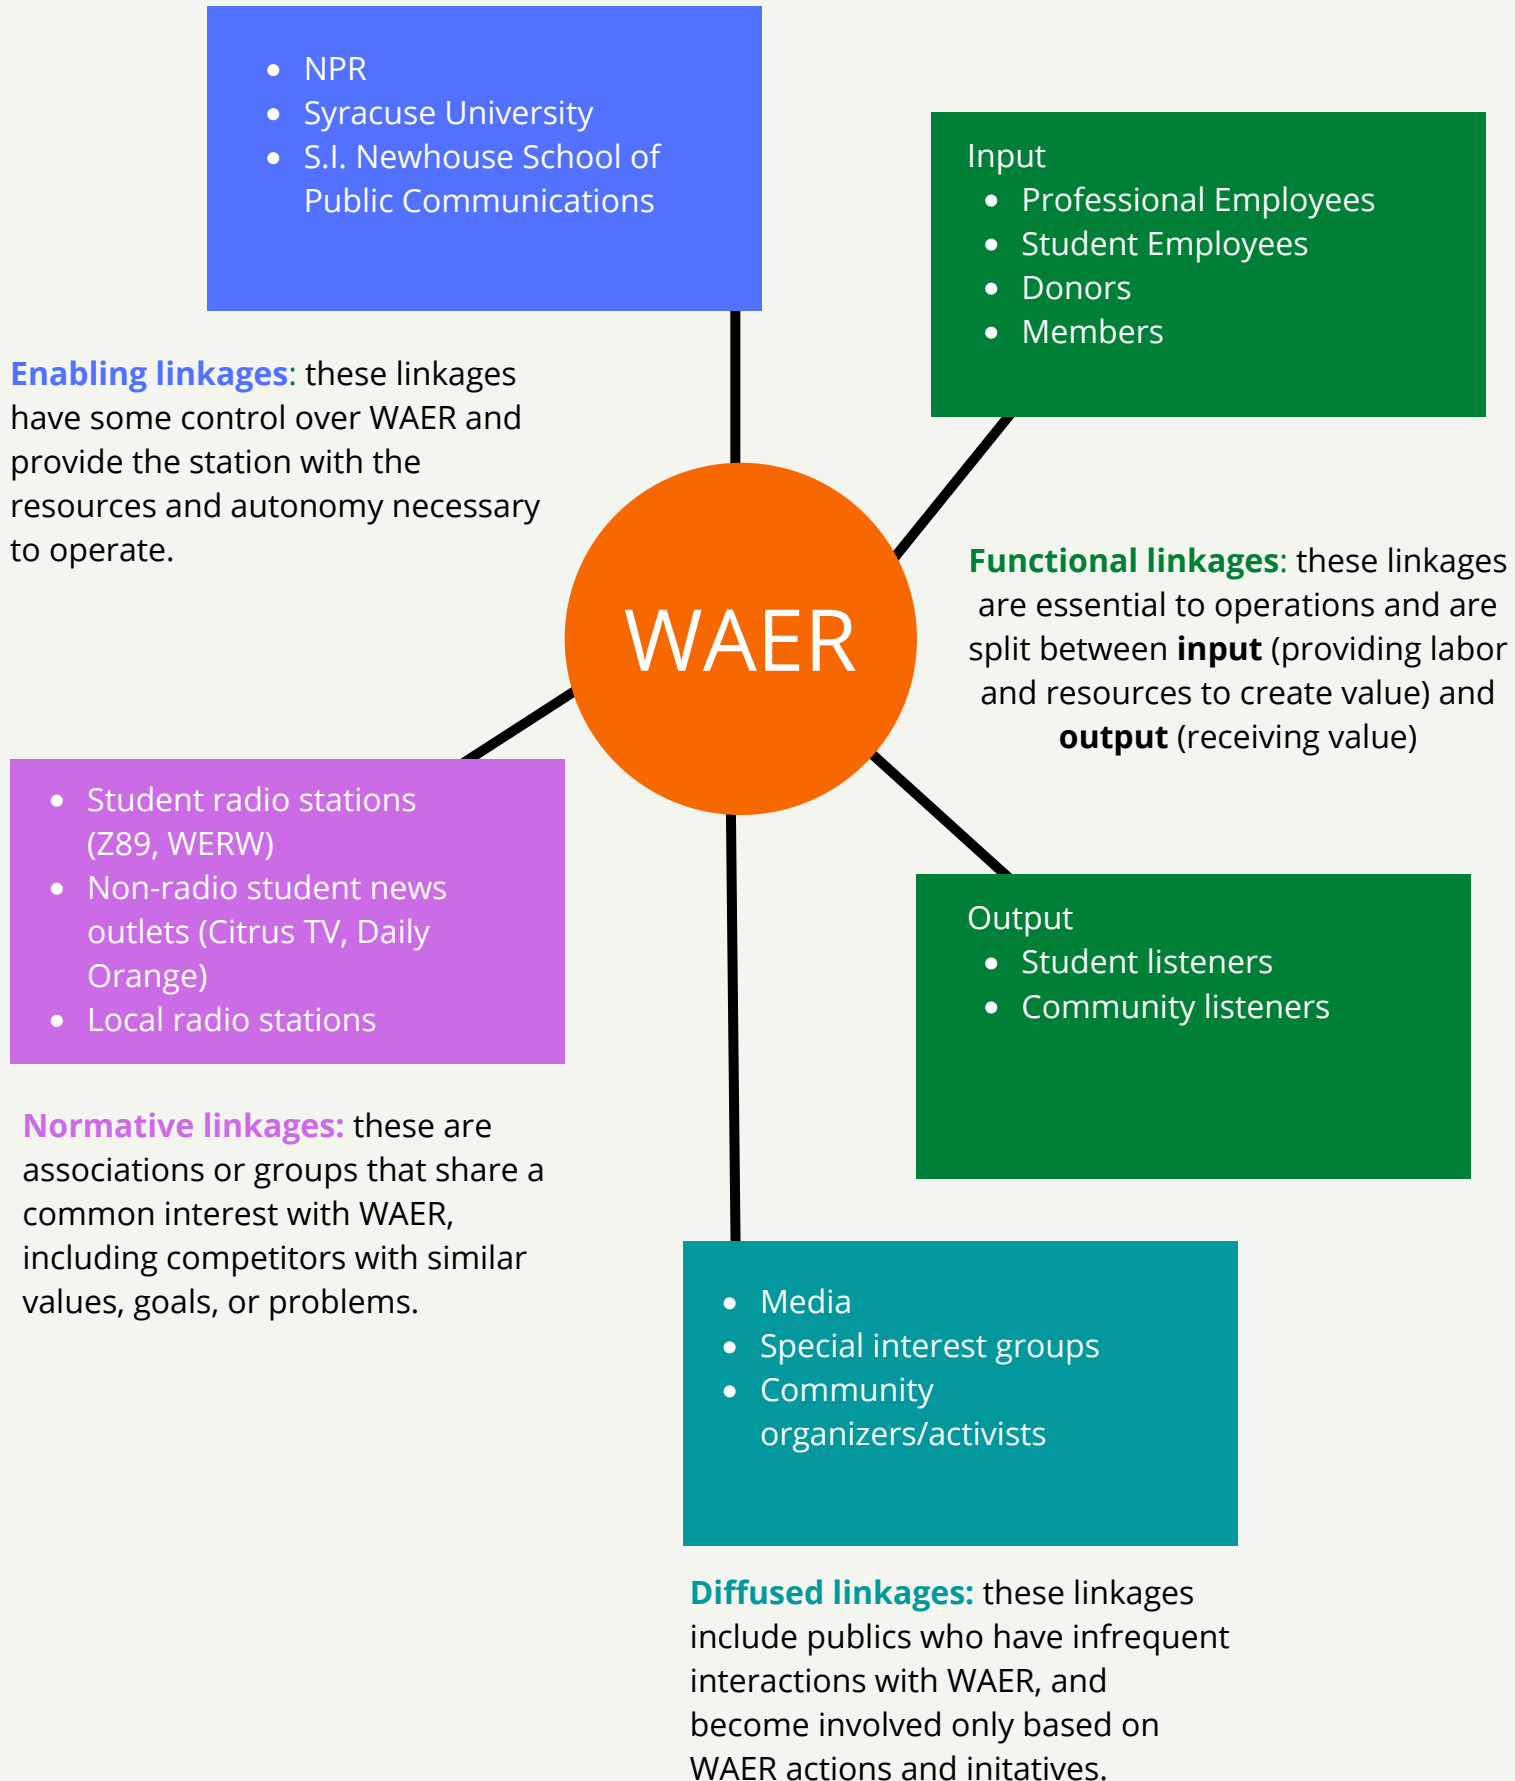 • NPR
• Syracuse University
• S.I. Newhouse School of
Public Communications
Input
• Professional Employees
• Student Employees
• Donors
• Members
Enabling linkages: these linkages
have some control over WAER and
provide the station with the
resources and autonomy necessary
to operate.
WAER
Functional linkages: these linkages
are essential to operations and are
split between input (providing labor
and resources to create value) and
output (receiving value)
• Student radio stations
(Z89, WERW)
• Non-radio student news
outlets (Citrus TV, Daily
Orange)
• Local radio stations
Output
• Student listeners
• Community listeners
Normative linkages: these are
associations or groups that share a
common interest with WAER,
including competitors with similar
values, goals, or problems.
• Media
• Special interest groups
• Community
organizers/activists
Diffused linkages: these linkages
include publics who have infrequent
interactions with WAER, and
become involved only based on
WAER actions and initatives.